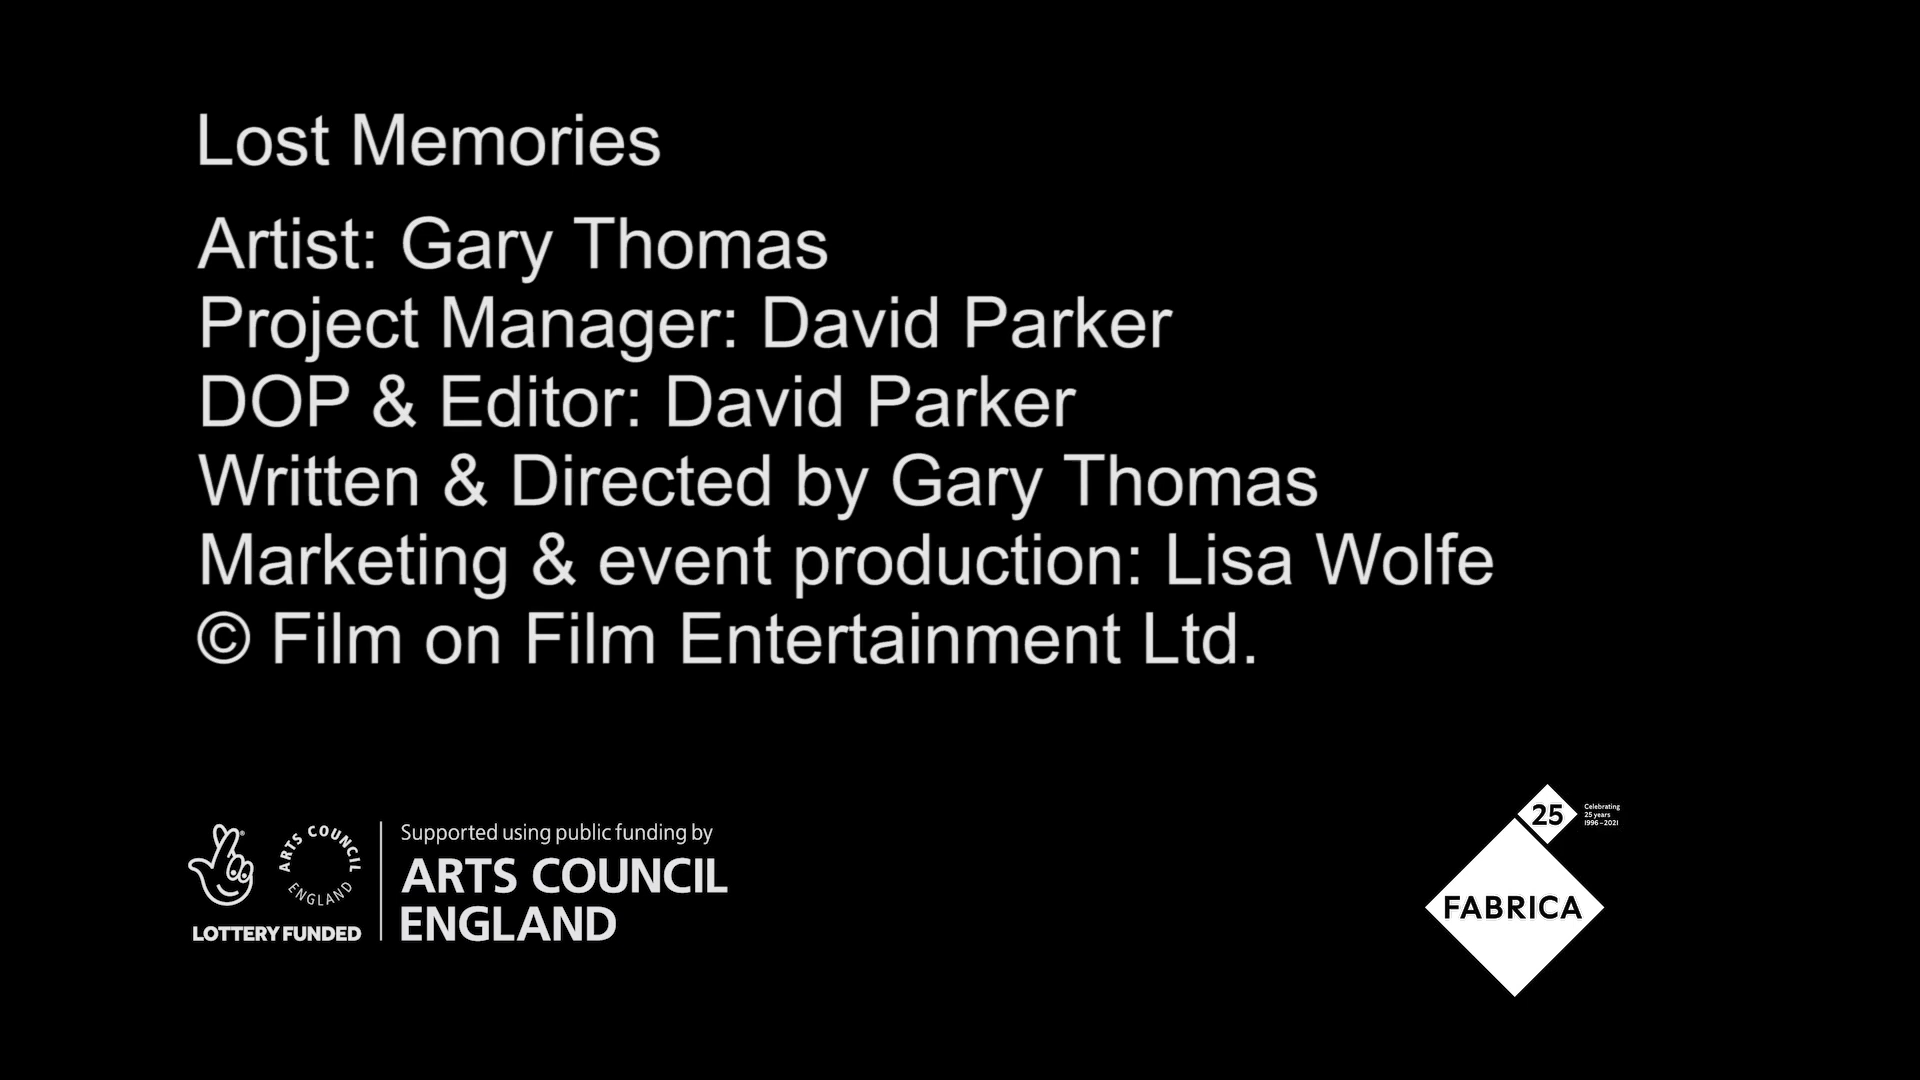 Lost Memories
Artist: Gary Thomas
Project Manager: David Parker
DOP & Editor: David Parker
Written & Directed by Gary Thomas
Marketing & event production: Lisa Wolfe
© Film on Film Entertainment Ltd.
ARTS COUNCIL
ENGLAND
LOTTERY FUNDED
Supported using public funding by
ARTS COUNCIL
ENGLAND
25
Celebrating
25 years
1996–2021
FABRICA